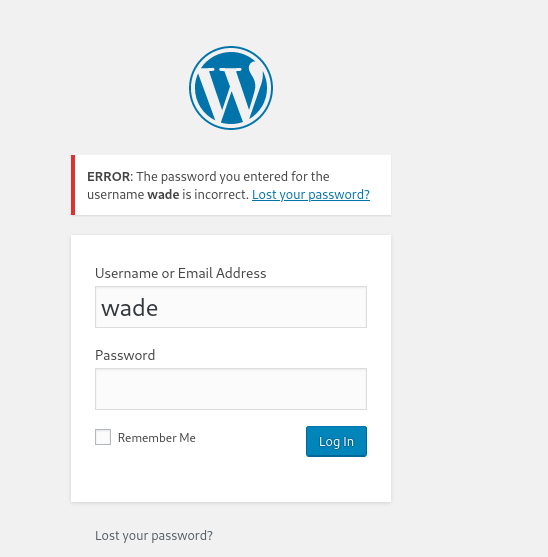 ERROR: The password you entered for the
username wade is incorrect. Lost your password?
Username or Email Address
wade
Password
Remember Me
Log In
Lost your password?